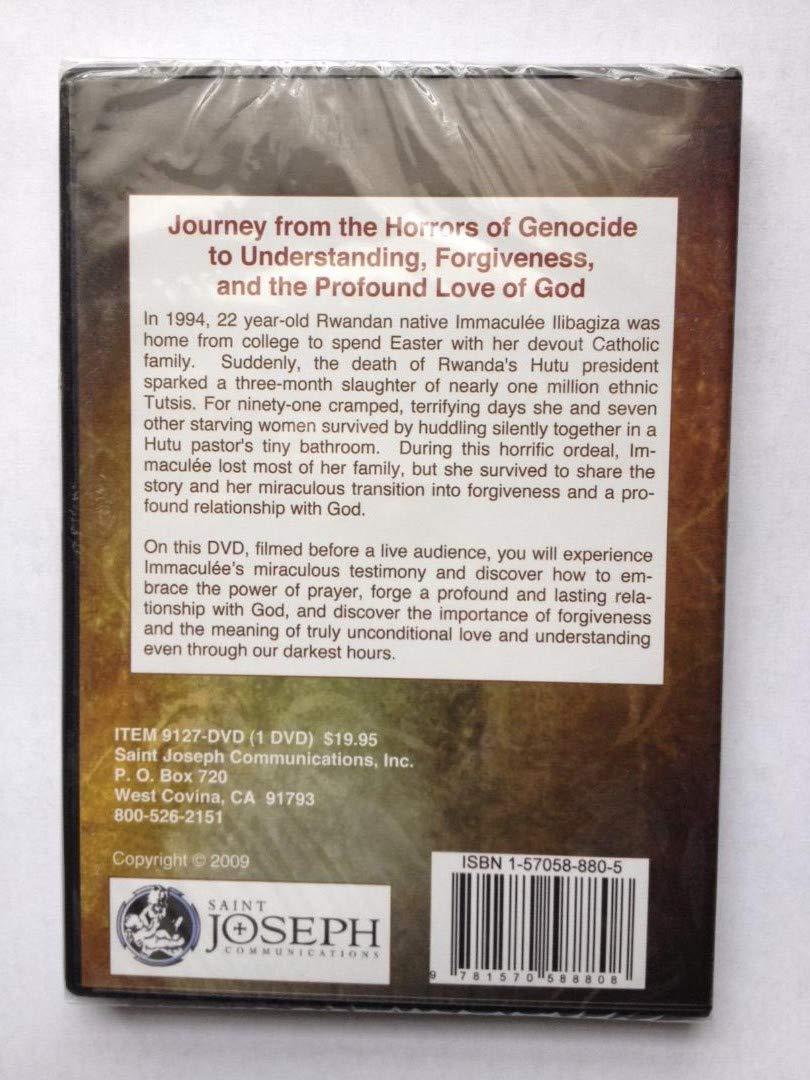 Journey from the Horrors of Genocide
to Understanding, Forgiveness,
and the Profound Love of God
In 1994, 22 year-old Rwandan native Immaculée Ilibagiza was
home from college to spend Easter with her devout Catholic
family. Suddenly, the death of Rwanda's Hutu president
sparked a three-month slaughter of nearly one million ethnic
Tutsis. For ninety-one cramped, terrifying days she and seven
other starving women survived by huddling silently together in a
Hutu pastor's tiny bathroom. During this horrific ordeal, Im-
maculée lost most of her family, but she survived to share the
story and her miraculous transition into forgiveness and a pro-
found relationship with God.
On this DVD, filmed before a live audience, you will experience
Immaculée's miraculous testimony and discover how to em-
brace the power of prayer, forge a profound and lasting rela-
tionship with God, and discover the importance of forgiveness
and the meaning of truly unconditional love and understanding
even through our darkest hours.
ITEM 9127-DVD (1 DVD) $19.95
Saint Joseph Communications, Inc.
P. O. Box 720
West Covina, CA 91793
800-526-2151
Copyright © 2009
SAINT
JOSEPH
COMMUNICATIONS
ISBN 1-57058-880-5
9 781570 588808